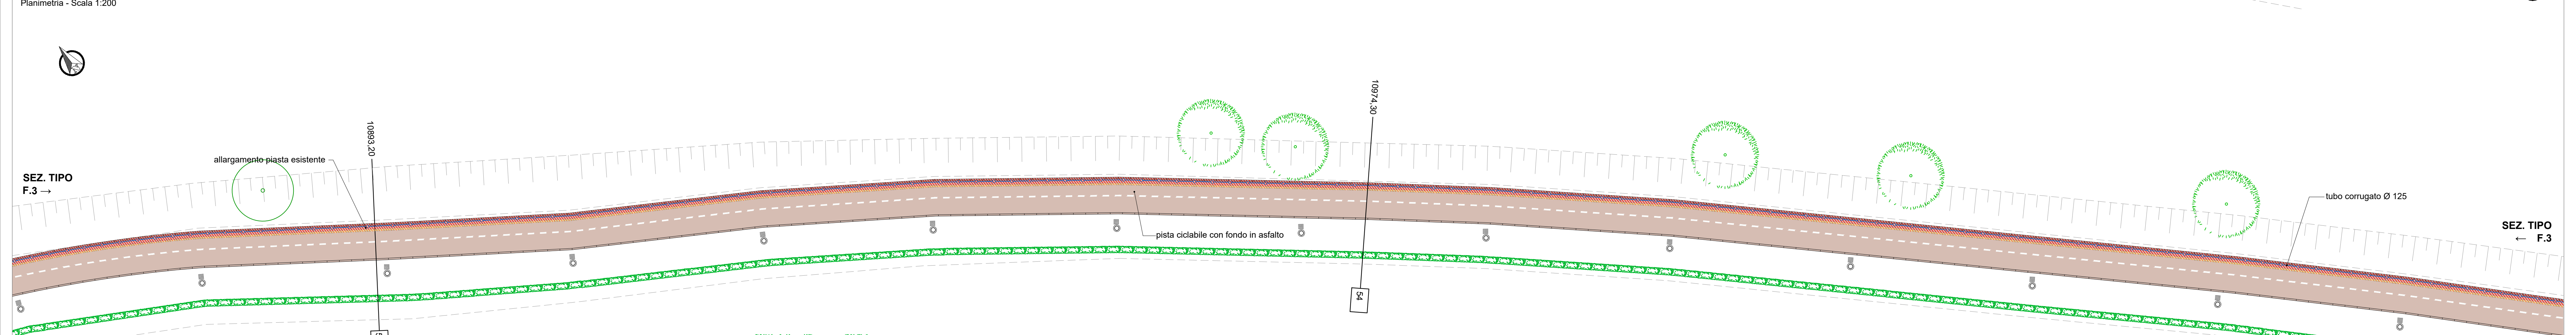 Planimetria - Scala 1:200
10893,20
10974,30
allargamento piasta esistente
SEZ. TIPO
F.3 →
tubo corrugato Ø 125
SEZ. TIPO
← F.3
pista ciclabile con fondo in asfalto
54